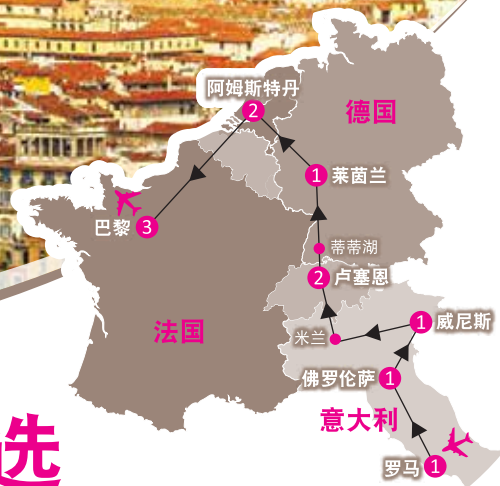 阿姆斯特丹
2
德国
1 莱茵兰
巴黎 3
蒂蒂湖
2 卢塞恩
法国
米兰
1 威尼斯
佛罗伦萨 1
意大利
选
罗马 1